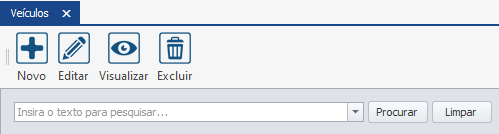 Veículos
Novo Editar Visualizar Excluir
Insira o texto para pesquisar... Procurar Limpar